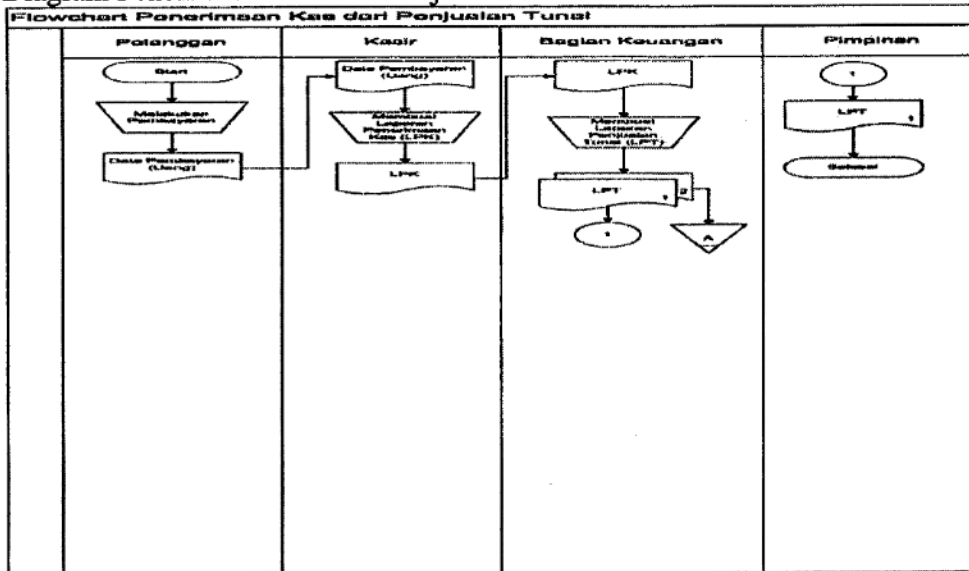 Flowchart Penerimaan Kas dari Penjualan Tunai
Pelanggan
Kasir
Bagian Keuangan
Pimpinan
Start
Melakukan
Pembayaran
Data Pembayaran
(Uang)
Data Pembayaran
(Uang)
Membuat
Laporan
Penerimaan
Kas (LPK)
LPK
LPK
Membuat
Laporan
Penjualan
Tunai (LPT)
LPT
1
2
1
A
1
LPT
1
Selesai